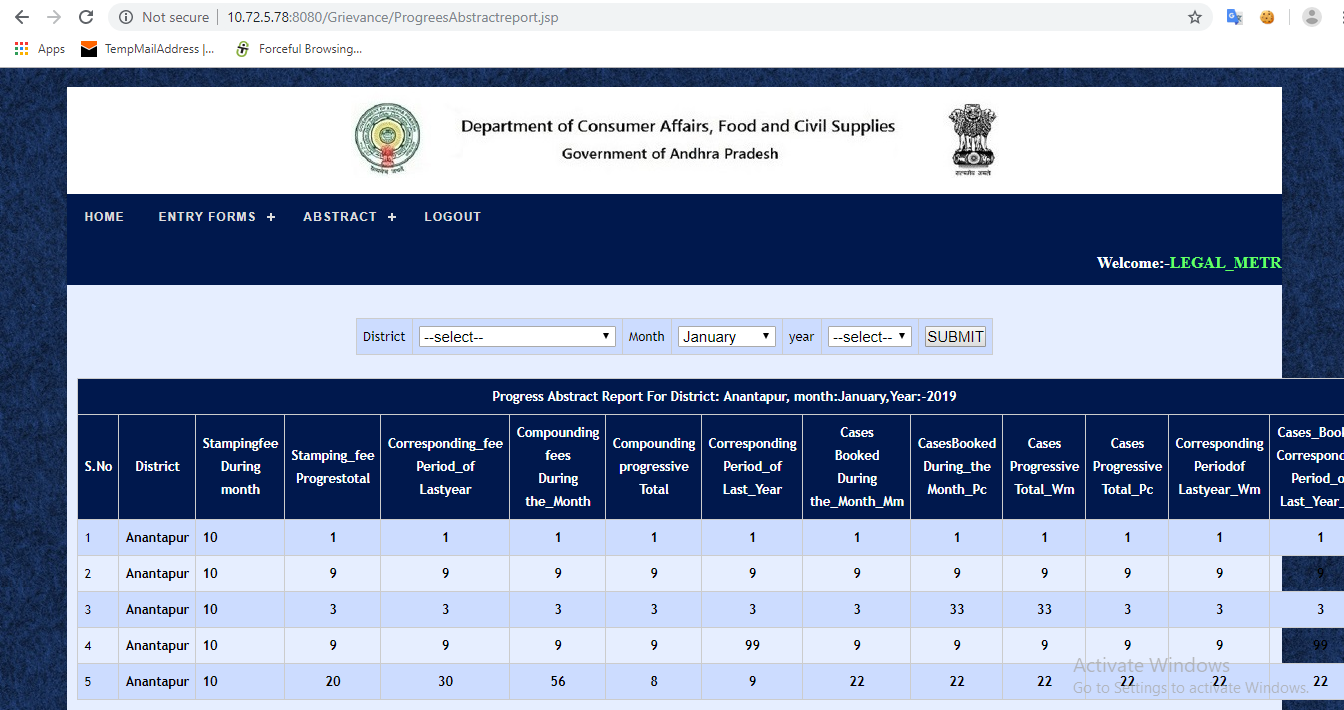 Not secure | 10.72.5.78:8080/Grievance/ProgreesAbstractreport.jsp
Apps TempMailAddress |... Forceful Browsing...
Department of Consumer Affairs, Food and Civil Supplies
Government of Andhra Pradesh
HOME ENTRY FORMS + ABSTRACT + LOGOUT
Welcome:-LEGAL_METR
District --select-- Month January year --select-- SUBMIT
Progress Abstract Report For District: Anantapur, month:January,Year:-2019
S.No District Stampingfee During month Stamping_fee Progrestotal Corresponding_fee Period_of Lastyear Compounding fees During the_Month Compounding progressive Total Corresponding Period_of Last_Year Cases Booked During the_Month_Mm CasesBooked During_the Month_Pc Cases Progressive Total_Wm Cases Progressive Total_Pc Corresponding Periodof Lastyear_Wm Cases_Bool Correspond Period_o Last_Year_
1 Anantapur 10 1 1 1 1 1 1 1 1 1 1 1
2 Anantapur 10 9 9 9 9 9 9 9 9 9 9 9
3 Anantapur 10 3 3 3 3 3 3 33 33 3 3 3
4 Anantapur 10 9 9 9 9 99 9 9 9 9 9 99
5 Anantapur 10 20 30 56 8 9 22 22 22 22 22 22
Activate Windows
Go to Settings to activate Windows.